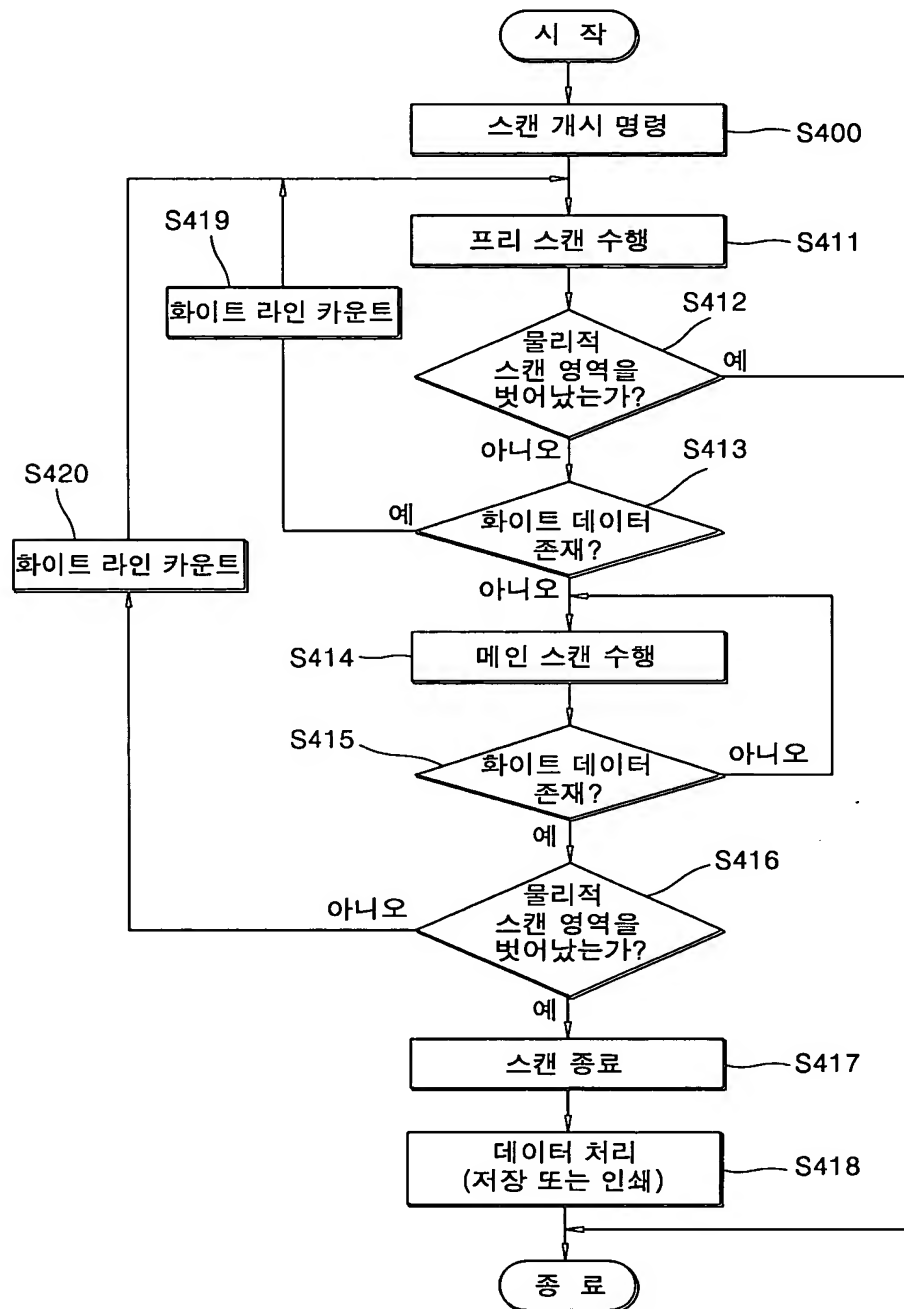 시 작
스캔 개시 명령
S400
S419
프리 스캔 수행
S411
화이트 라인 카운트
S412
물리적
스캔 영역을
벗어났는가?
예
아니오
S413
S420
예
화이트 데이터
존재?
화이트 라인 카운트
아니오
S414
메인 스캔 수행
S415
화이트 데이터
존재?
아니오
예
S416
물리적
스캔 영역을
벗어났는가?
아니오
예
스캔 종료
S417
데이터 처리
(저장 또는 인쇄)
S418
종 료